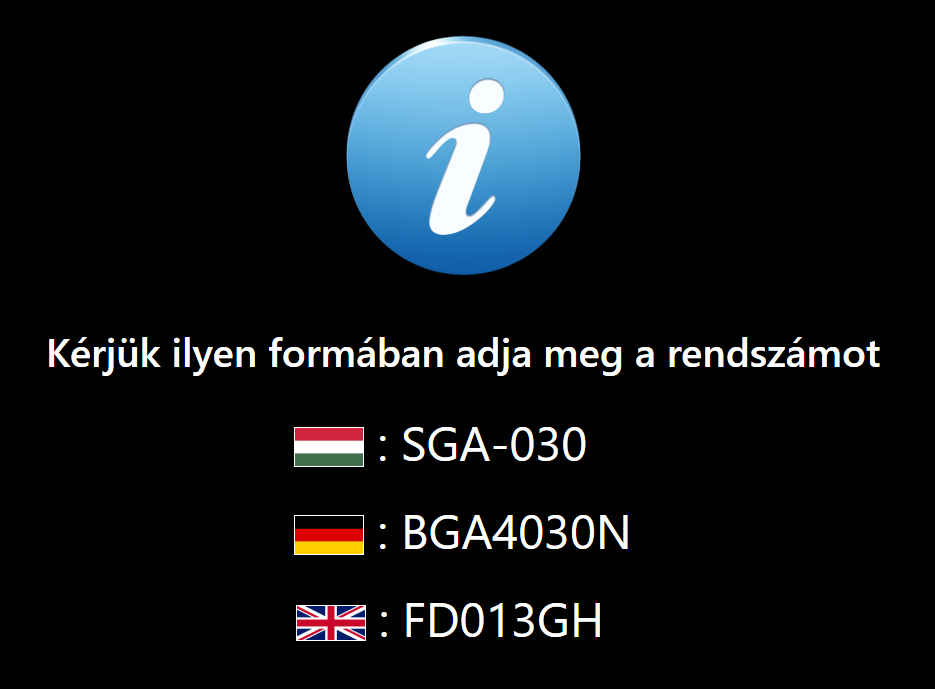 i
Kérjük ilyen formában adja meg a rendszámot
: SGA-030
: BGA4030N
: FD013GH